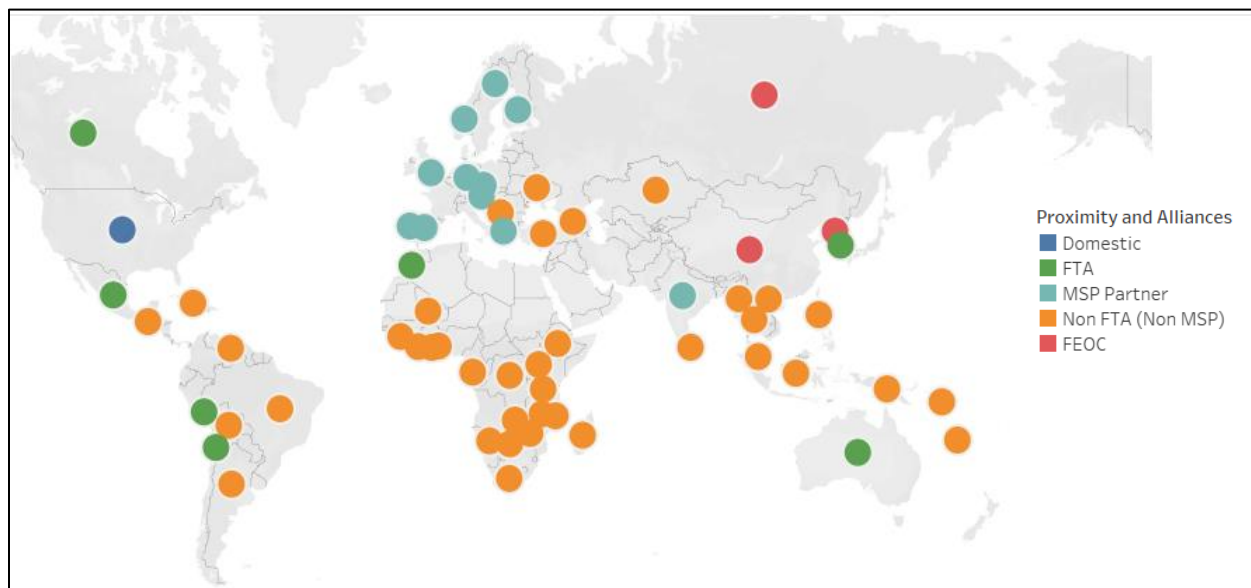 Proximity and Alliances
Domestic
FTA
MSP Partner
Non FTA (Non MSP)
FEOC